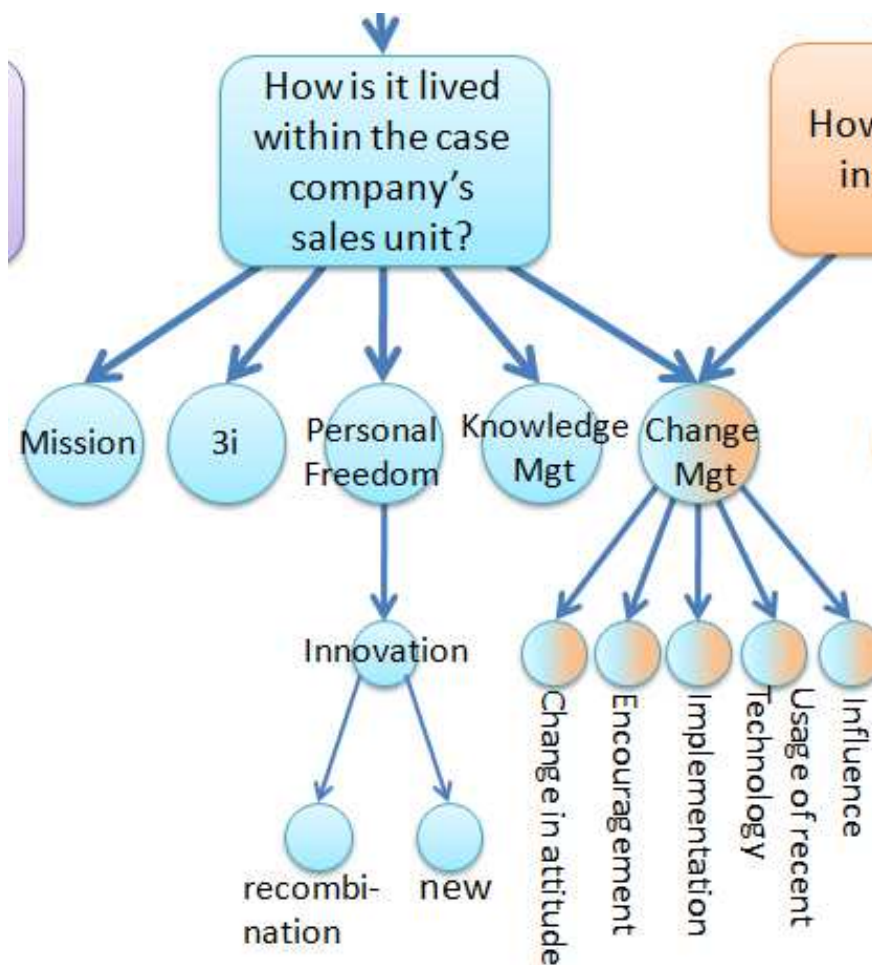 How is it lived
within the case
company's
sales unit?
How
in
Mission
3i
Personal
Freedom
Knowledge
Mgt
Change
Mgt
Innovation
recombi-
nation
new
Change in attitude
Encouragement
Implementation
Usage of recent
Technology
Influence